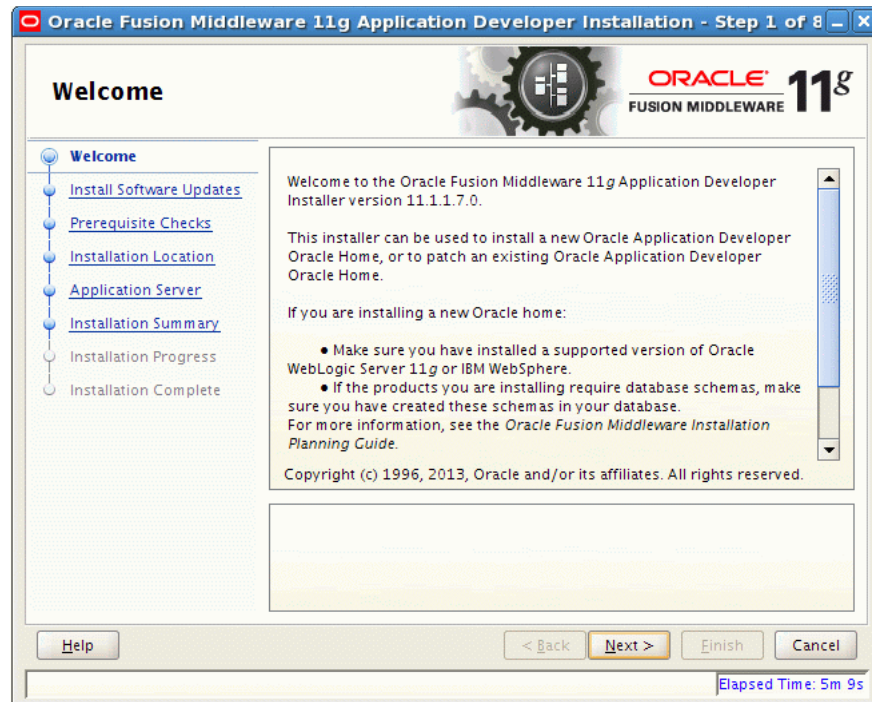 Oracle Fusion Middleware 11g Application Developer Installation - Step 1 of 8
Welcome
ORACLE
FUSION MIDDLEWARE 11g
Welcome
Install Software Updates
Prerequisite Checks
Installation Location
Application Server
Installation Summary
Installation Progress
Installation Complete
Welcome to the Oracle Fusion Middleware 11g Application Developer
Installer version 11.1.1.7.0.
This installer can be used to install a new Oracle Application Developer
Oracle Home, or to patch an existing Oracle Application Developer
Oracle Home.
If you are installing a new Oracle home:
● Make sure you have installed a supported version of Oracle
WebLogic Server 11g or IBM WebSphere.
● If the products you are installing require database schemas, make
sure you have created these schemas in your database.
For more information, see the Oracle Fusion Middleware Installation
Planning Guide.
Copyright (c) 1996, 2013, Oracle and/or its affiliates. All rights reserved.
Help
< Back
Next >
Finish
Cancel
Elapsed Time: 5m 9s